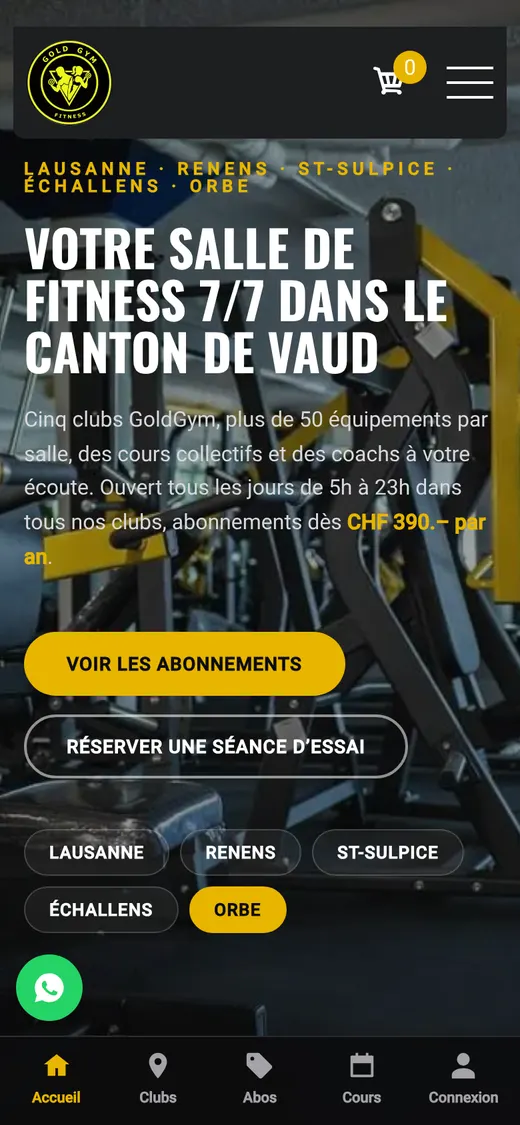 GOLD GYM
FITNESS
0
LAUSANNE · RENENS · ST-SULPICE ·
ÉCHALLENS · ORBE
VOTRE SALLE DE
FITNESS 7/7 DANS LE
CANTON DE VAUD
Cinq clubs GoldGym, plus de 50 équipements par
salle, des cours collectifs et des coachs à votre
écoute. Ouvert tous les jours de 5h à 23h dans
tous nos clubs, abonnements dès CHF 390.– par
an.
VOIR LES ABONNEMENTS
RÉSERVER UNE SÉANCE D’ESSAI
LAUSANNE
RENENS
ST-SULPICE
ÉCHALLENS
ORBE
Accueil
Clubs
Abos
Cours
Connexion